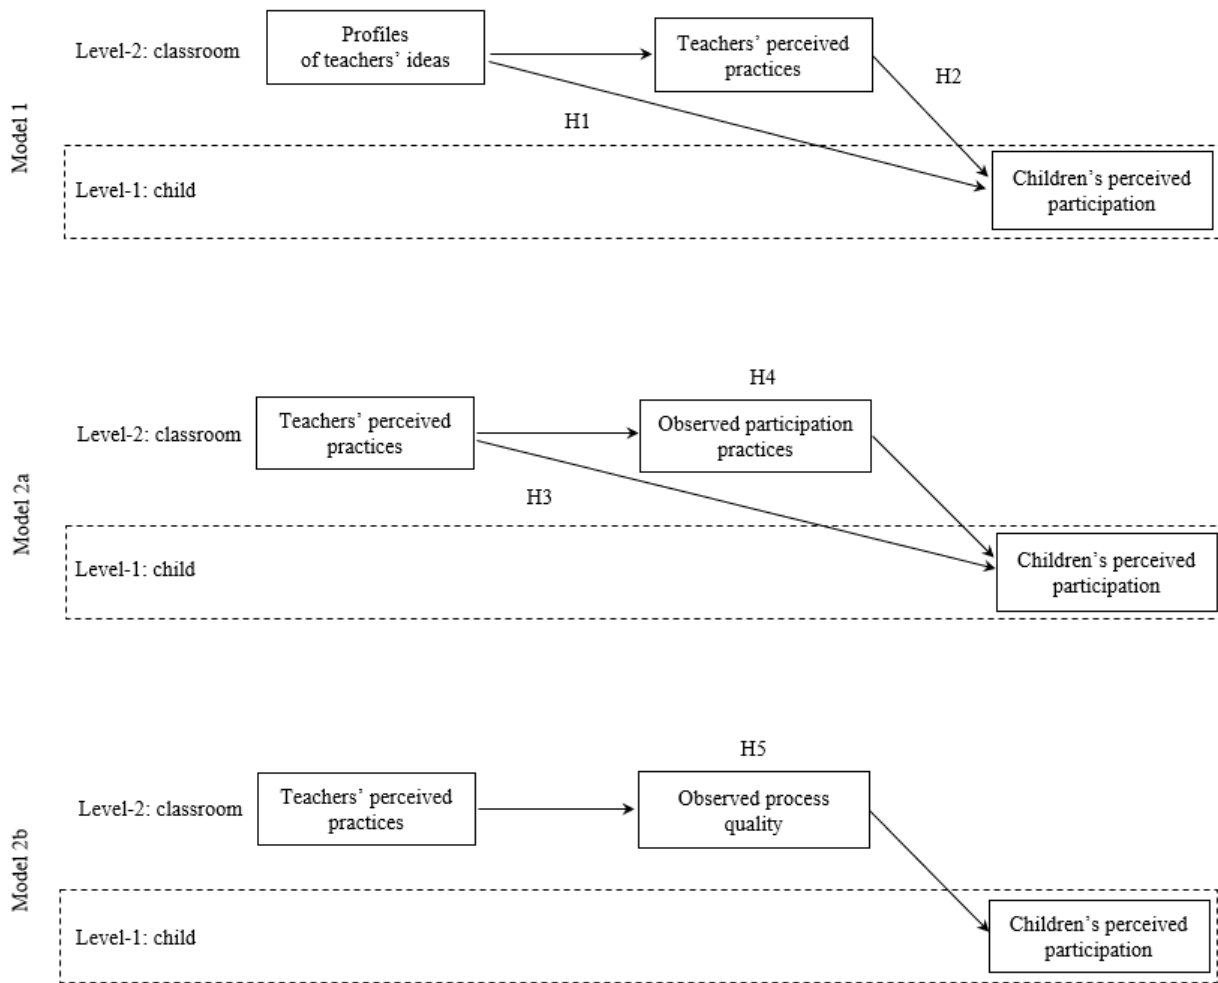 Model 1
Level-2: classroom
Profiles
of teachers’ ideas
Teachers’ perceived
practices
H2
H1
Level-1: child
Children’s perceived
participation
Model 2a
H4
Level-2: classroom
Teachers’ perceived
practices
Observed participation
practices
H3
Level-1: child
Children’s perceived
participation
Model 2b
H5
Level-2: classroom
Teachers’ perceived
practices
Observed process
quality
Level-1: child
Children’s perceived
participation